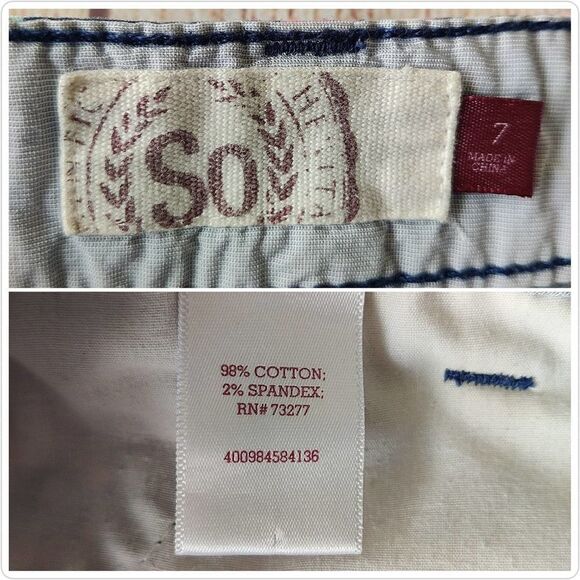 So
7
MADE IN
CHINA
98% COTTON;
2% SPANDEX;
RN# 73277
400984584136